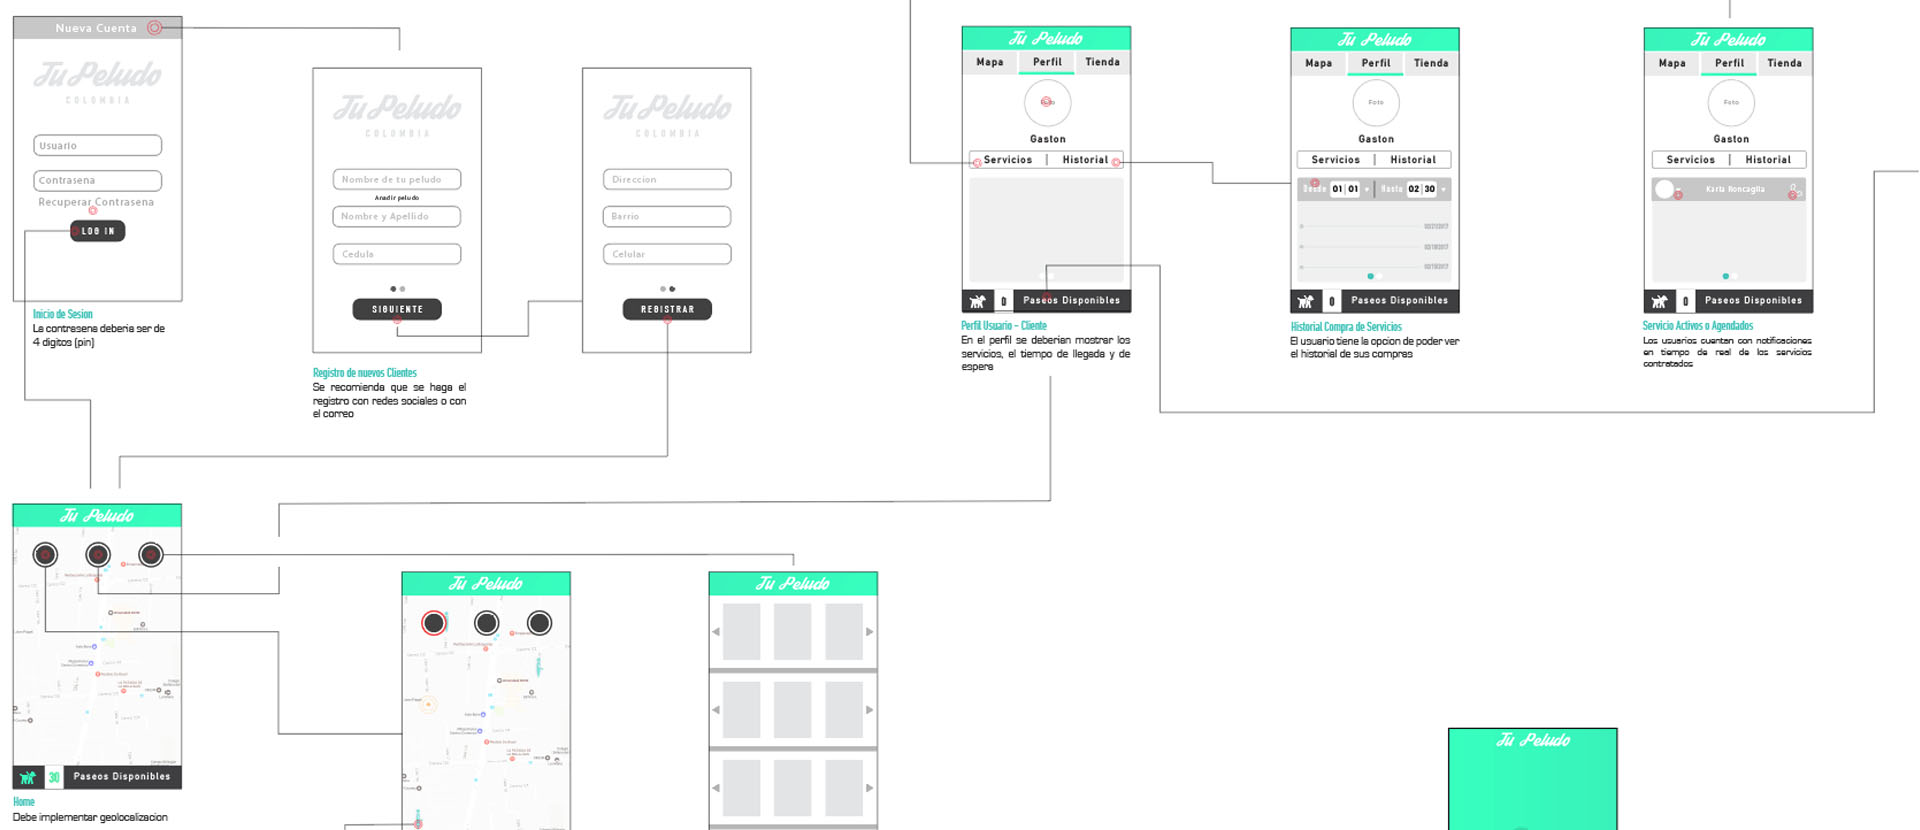 Nueva Cuenta
Tu Peludo
COLOMBIA
Usuario
Contrasena
Recuperar Contrasena
LOG IN
Inicio de Sesion
La contrasena deberia ser de
4 digitos (pin)
Tu Peludo
COLOMBIA
Nombre de tu peludo
Anadir peludo
Nombre y Apellido
Cedula
SIGUIENTE
Registro de nuevos Clientes
Se recomienda que se haga el
registro con redes sociales o con
el correo
Tu Peludo
COLOMBIA
Direccion
Barrio
Celular
REGISTRAR
Tu Peludo
Mapa Perfil Tienda
Foto
Gaston
Servicios | Historial
0 Paseos Disponibles
Perfil Usuario - Cliente
En el perfil se deberian mostrar los
servicios, el tiempo de llegada y de
espera
Tu Peludo
Mapa Perfil Tienda
Foto
Gaston
Servicios | Historial
Desde 01|01 Hasta 02|30
0 Paseos Disponibles
Historial Compra de Servicios
El usuario tiene la opcion de poder ver
el historial de sus compras
Tu Peludo
Mapa Perfil Tienda
Foto
Gaston
Servicios | Historial
Karla Roncaglia
0 Paseos Disponibles
Servicio Activos o Agendados
Los usuarios cuentan con notificaciones
en tiempo de real de los servicios
contratados
Tu Peludo
30 Paseos Disponibles
Home
Debe implementar geolocalizacion
Tu Peludo
Tu Peludo
Tu Peludo